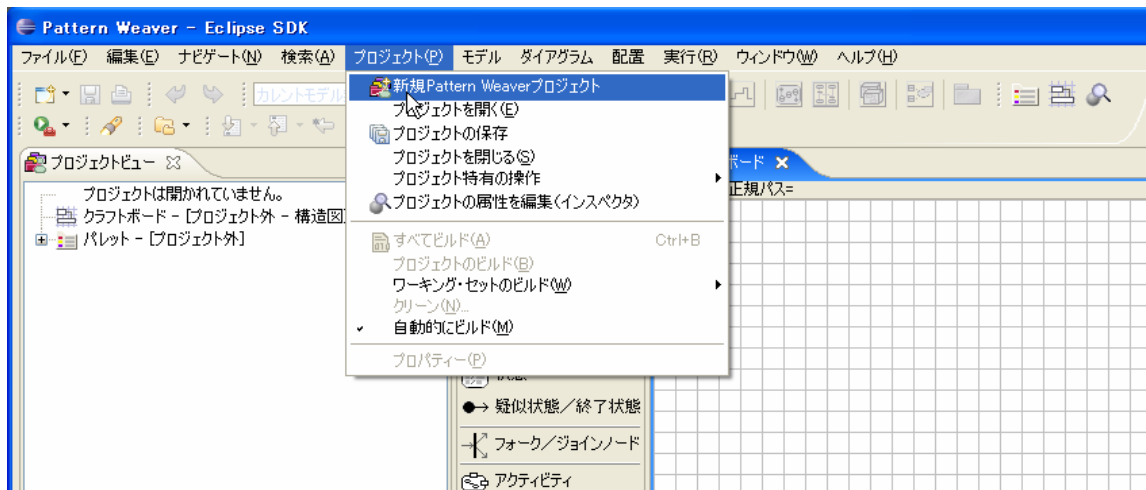 Pattern Weaver - Eclipse SDK
ファイル(F) 編集(E) ナビゲート(N) 検索(A) プロジェクト(P) モデル ダイアグラム 配置 実行(R) ウィンドウ(W) ヘルプ(H)
カレントモデル
新規Pattern Weaverプロジェクト
プロジェクトを開く(E)
プロジェクトの保存
プロジェクトを閉じる(S)
プロジェクト特有の操作
プロジェクトの属性を編集(インスペクタ)
すべてビルド(A) Ctrl+B
プロジェクトのビルド(B)
ワーキング・セットのビルド(W)
クリーン(N)...
自動的にビルド(M)
プロパティー(P)
プロジェクトビュー
プロジェクトは開かれていません。
クラフトボード - [プロジェクト外 - 構造図]
パレット - [プロジェクト外]
ボード
正規パス=
疑似状態/終了状態
フォーク/ジョインノード
アクティビティ